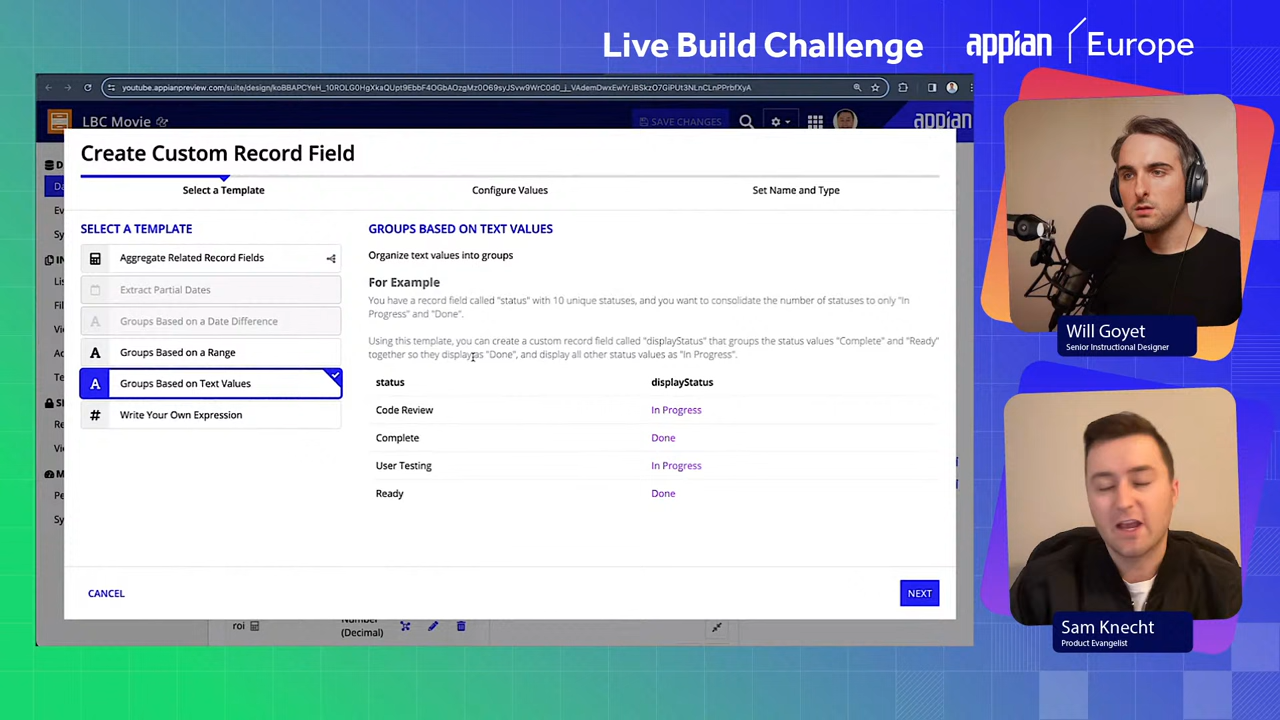 Live Build Challenge
appian
Europe
youtube.appianpreview.com/suite/design/
LBC Movie
SAVE CHANGES
appian
Create Custom Record Field
Select a Template
Configure Values
Set Name and Type
SELECT A TEMPLATE
Aggregate Related Record Fields
Extract Partial Dates
Groups Based on a Date Difference
Groups Based on a Range
Groups Based on Text Values
Write Your Own Expression
GROUPS BASED ON TEXT VALUES
Organize text values into groups
For Example
You have a record field called "status" with 10 unique statuses, and you want to consolidate the number of statuses to only "In
Progress" and "Done".
Using this template, you can create a custom record field called "displayStatus" that groups the status values "Complete" and "Ready"
together so they display as "Done", and display all other status values as "In Progress".
status displayStatus
Code Review In Progress
Complete Done
User Testing In Progress
Ready Done
CANCEL
NEXT
roi
Number
(Decimal)
Will Goyet
Senior Instructional Designer
Sam Knecht
Product Evangelist